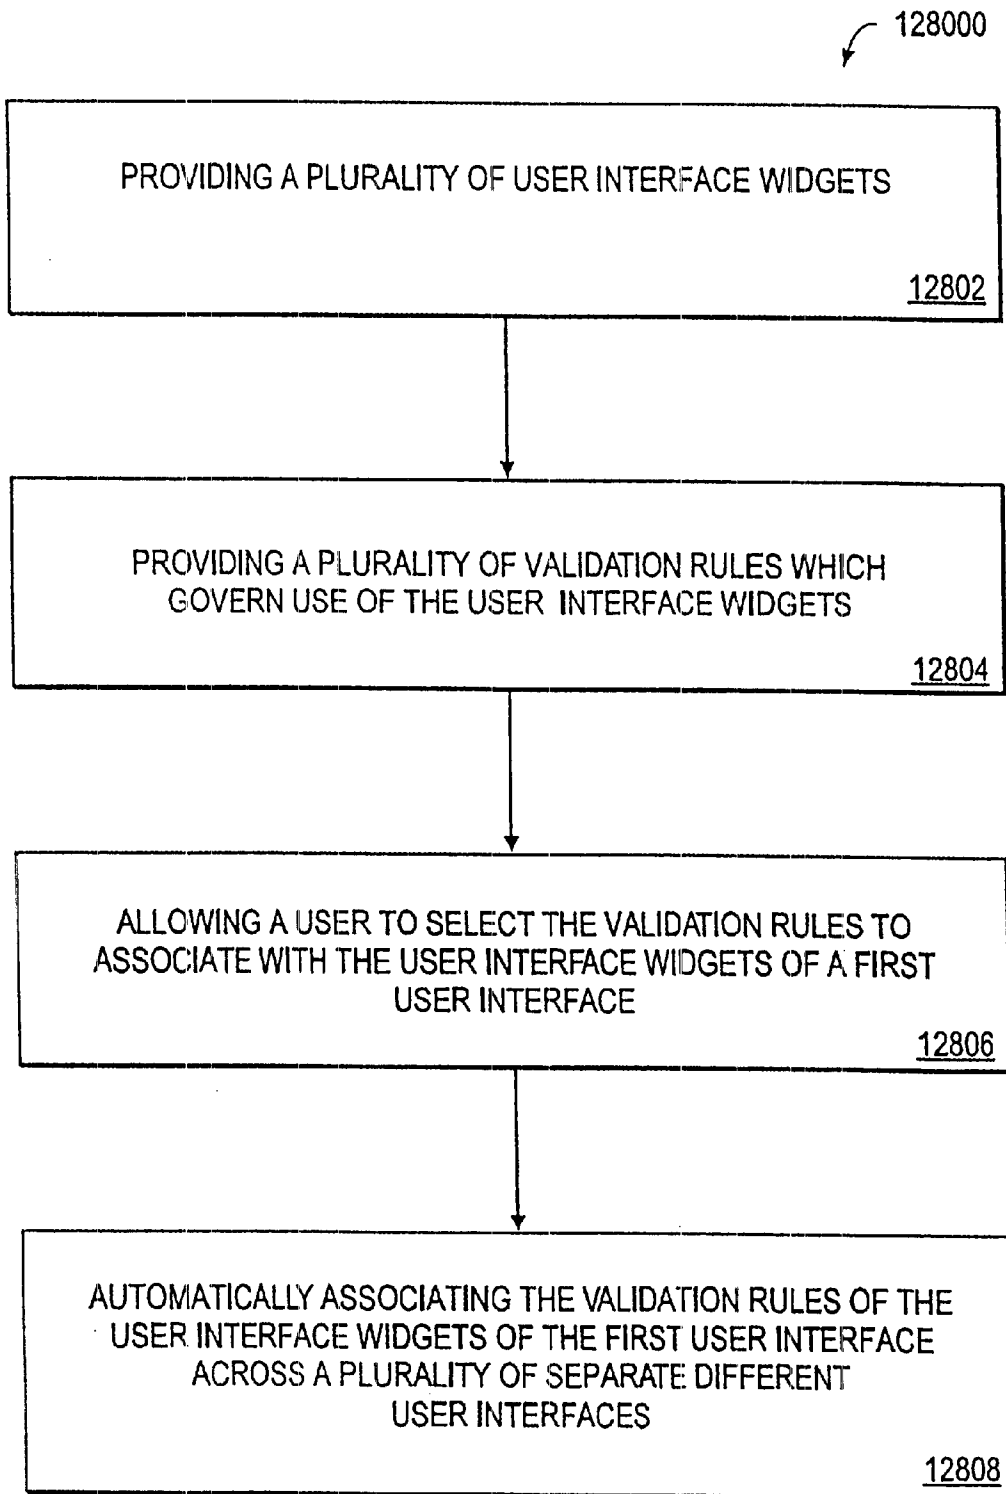 128000
PROVIDING A PLURALITY OF USER INTERFACE WIDGETS
12802
PROVIDING A PLURALITY OF VALIDATION RULES WHICH
GOVERN USE OF THE USER INTERFACE WIDGETS
12804
ALLOWING A USER TO SELECT THE VALIDATION RULES TO
ASSOCIATE WITH THE USER INTERFACE WIDGETS OF A FIRST
USER INTERFACE
12806
AUTOMATICALLY ASSOCIATING THE VALIDATION RULES OF THE
USER INTERFACE WIDGETS OF THE FIRST USER INTERFACE
ACROSS A PLURALITY OF SEPARATE DIFFERENT
USER INTERFACES
12808